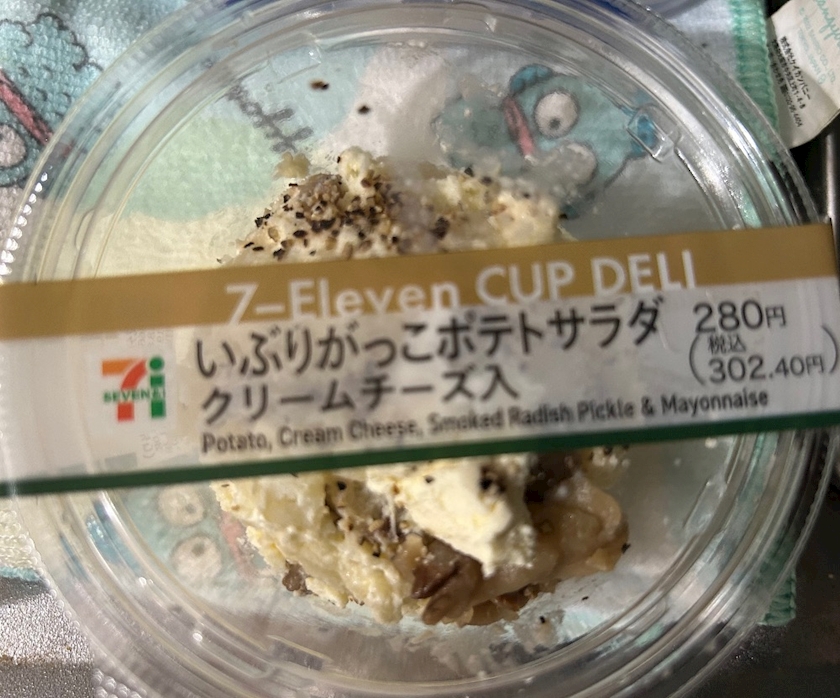 7-Eleven CUP DELI
いぶりがっこポテトサラダ
クリームチーズ入
280円
(税込
302.40円)
Potato, Cream Cheese, Smoked Radish Pickle & Mayonnaise
SEVEN&i